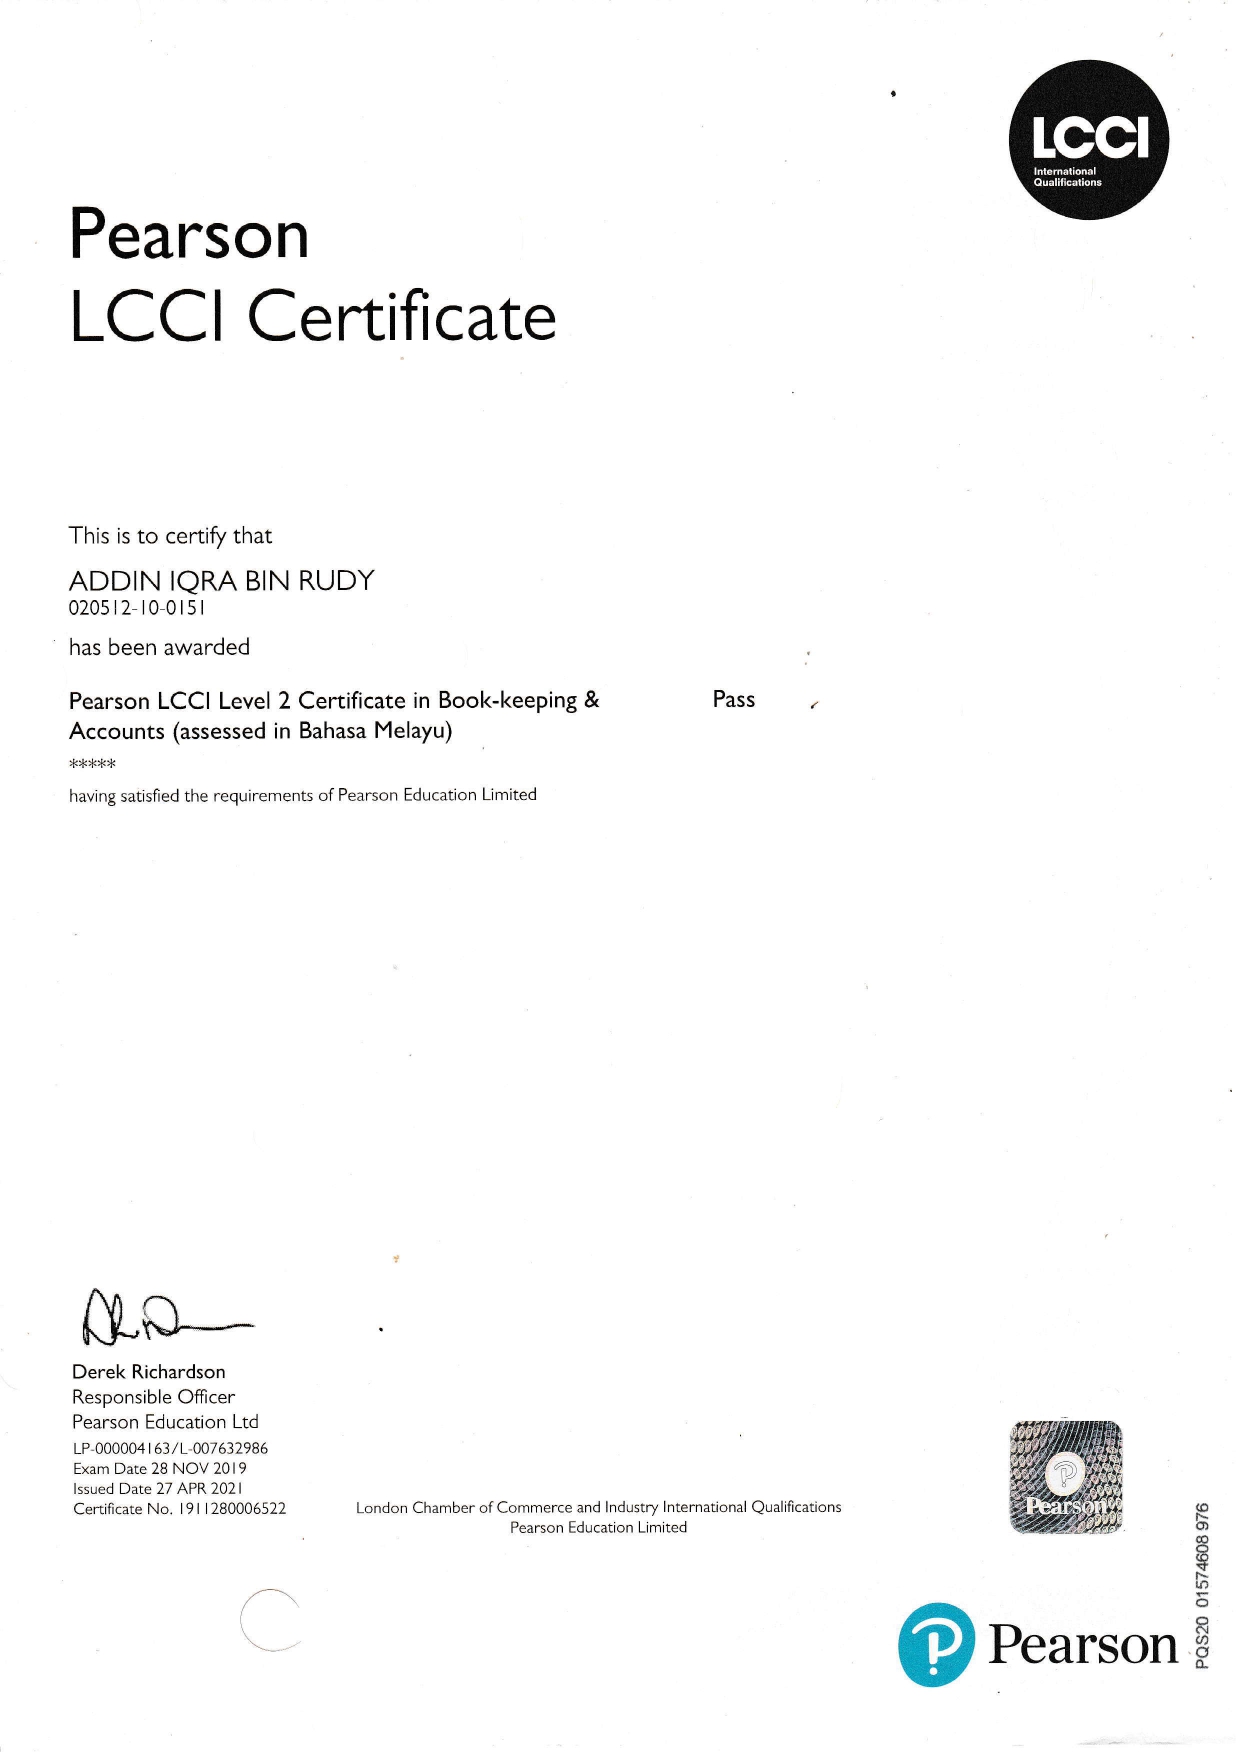 LCCI
International
Qualifications
Pearson
LCCI Certificate
This is to certify that
ADDIN IQRA BIN RUDY
020512-10-0151
has been awarded
Pearson LCCI Level 2 Certificate in Book-keeping & Pass
Accounts (assessed in Bahasa Melayu)
*****
having satisfied the requirements of Pearson Education Limited
Derek Richardson
Responsible Officer
Pearson Education Ltd
LP-000004163/L-007632986
Exam Date 28 NOV 2019
Issued Date 27 APR 2021
Certificate No. 1911280006522
London Chamber of Commerce and Industry International Qualifications
Pearson Education Limited
Pearson
Pearson
PQS20 01574608 976